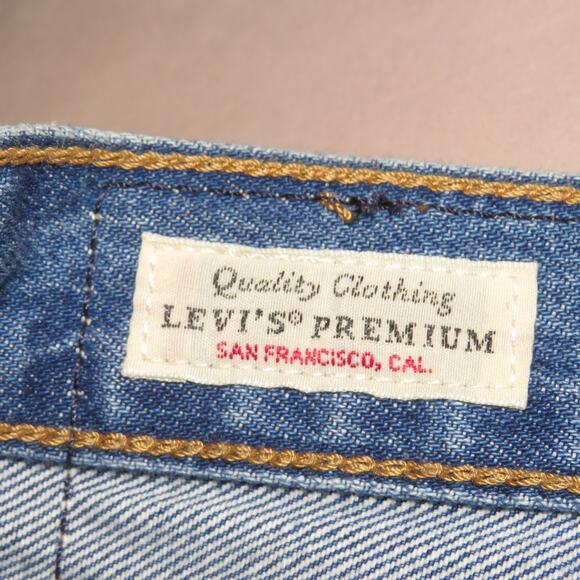 Quality Clothing
LEVI'S® PREMIUM
SAN FRANCISCO, CAL.